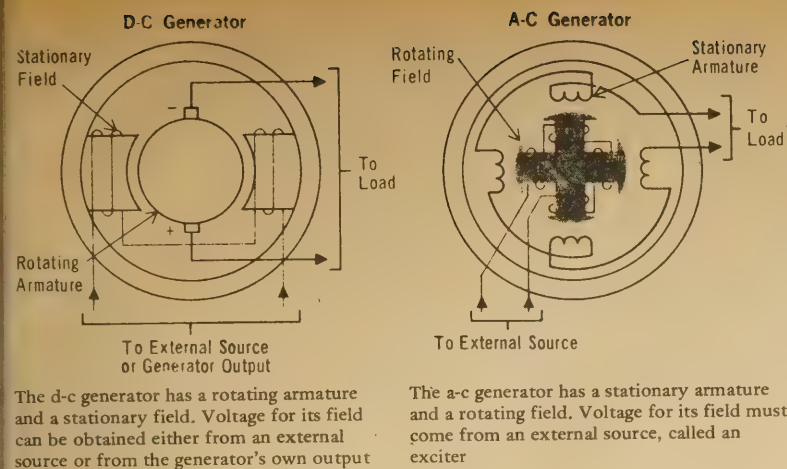 D-C Generator
Stationary
Field
−
+
To
Load
Rotating
Armature
To External Source
or Generator Output
The d-c generator has a rotating armature
and a stationary field. Voltage for its field
can be obtained either from an external
source or from the generator's own output
A-C Generator
Rotating
Field
Stationary
Armature
To
Load
To External Source
The a-c generator has a stationary armature
and a rotating field. Voltage for its field must
come from an external source, called an
exciter